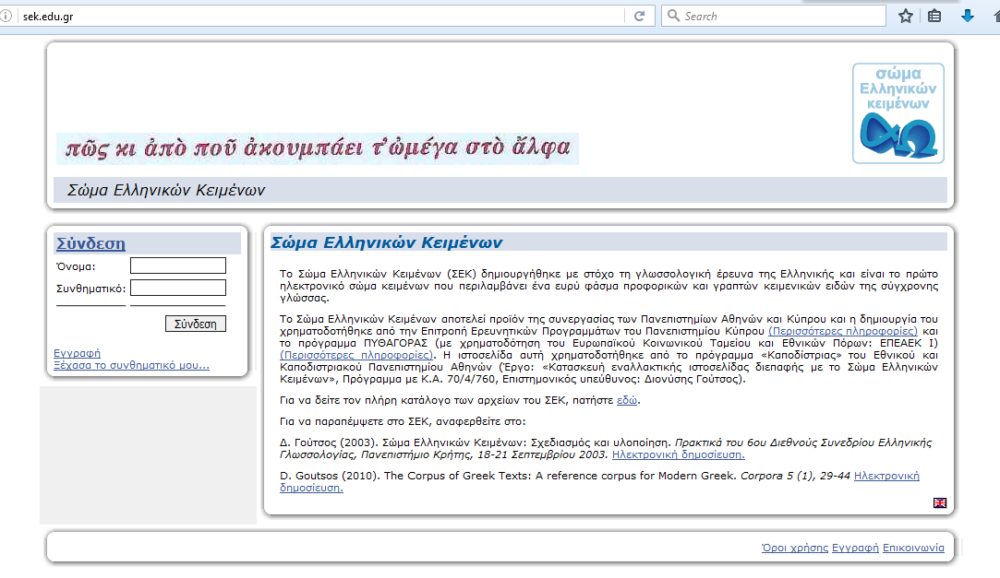 sek.edu.gr
Search
σώμα
Ελληνικών
κειμένων
πῶς κι ἀπὸ ποῦ ἀκουμπάει τ'ὠμέγα στὸ ἄλφα
Σώμα Ελληνικών Κειμένων
Σύνδεση
Όνομα:
Συνθηματικό:
Σύνδεση
Εγγραφή
Ξέχασα το συνθηματικό μου...
Σώμα Ελληνικών Κειμένων
Το Σώμα Ελληνικών Κειμένων (ΣΕΚ) δημιουργήθηκε με στόχο τη γλωσσολογική έρευνα της Ελληνικής και είναι το πρώτο
ηλεκτρονικό σώμα κειμένων που περιλαμβάνει ένα ευρύ φάσμα προφορικών και γραπτών κειμενικών ειδών της σύγχρονης
γλώσσας.
Το Σώμα Ελληνικών Κειμένων αποτελεί προϊόν της συνεργασίας των Πανεπιστημίων Αθηνών και Κύπρου και η δημιουργία του
χρηματοδοτήθηκε από την Επιτροπή Ερευνητικών Προγραμμάτων του Πανεπιστημίου Κύπρου (Περισσότερες πληροφορίες) και
το πρόγραμμα ΠΥΘΑΓΟΡΑΣ (με χρηματοδότηση του Ευρωπαϊκού Κοινωνικού Ταμείου και Εθνικών Πόρων: ΕΠΕΑΕΚ Ι)
(Περισσότερες πληροφορίες). Η ιστοσελίδα αυτή χρηματοδοτήθηκε από το πρόγραμμα «Καποδίστριας» του Εθνικού και
Καποδιστριακού Πανεπιστημίου Αθηνών (Έργο: «Κατασκευή εναλλακτικής ιστοσελίδας διεπαφής με το Σώμα Ελληνικών
Κειμένων», Πρόγραμμα με Κ.Α. 70/4/760, Επιστημονικός υπεύθυνος: Διονύσης Γούτσος).
Για να δείτε τον πλήρη κατάλογο των αρχείων του ΣΕΚ, πατήστε εδώ.
Για να παραπέμψετε στο ΣΕΚ, αναφερθείτε στο:
Δ. Γούτσος (2003). Σώμα Ελληνικών Κειμένων: Σχεδιασμός και υλοποίηση. Πρακτικά του 6ου Διεθνούς Συνεδρίου Ελληνικής
Γλωσσολογίας, Πανεπιστήμιο Κρήτης, 18-21 Σεπτεμβρίου 2003. Ηλεκτρονική δημοσίευση.
D. Goutsos (2010). The Corpus of Greek Texts: A reference corpus for Modern Greek. Corpora 5 (1), 29-44 Ηλεκτρονική
δημοσίευση.
Όροι χρήσης Εγγραφή Επικοινωνία